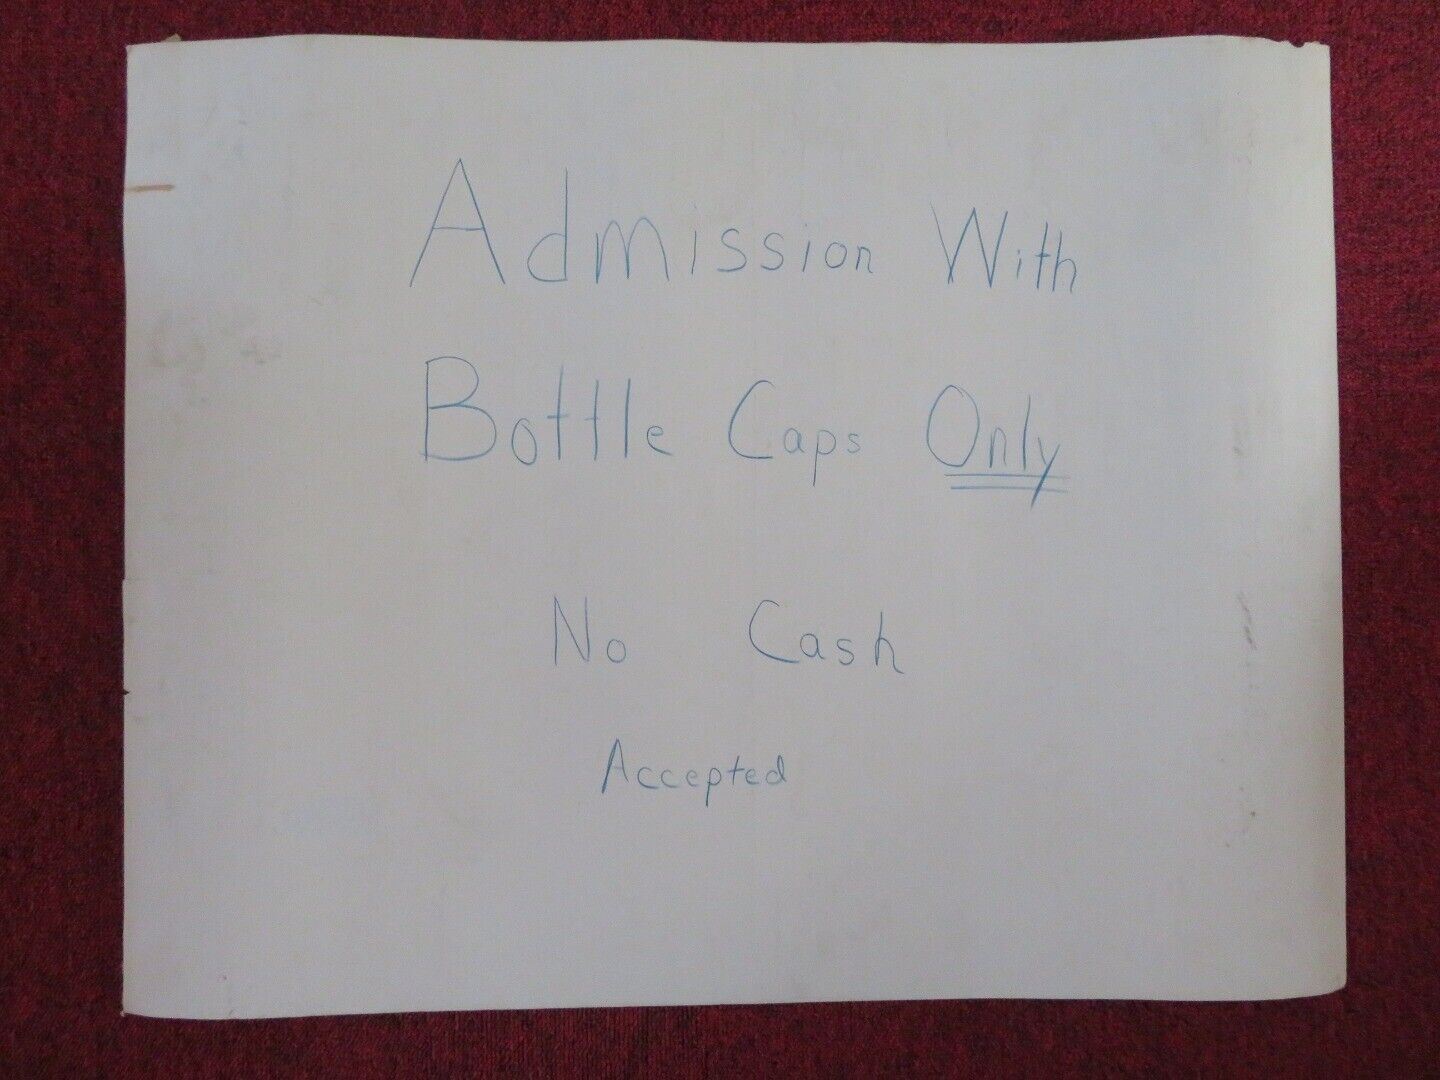 Admission With
Bottle Caps Only
No Cash
Accepted